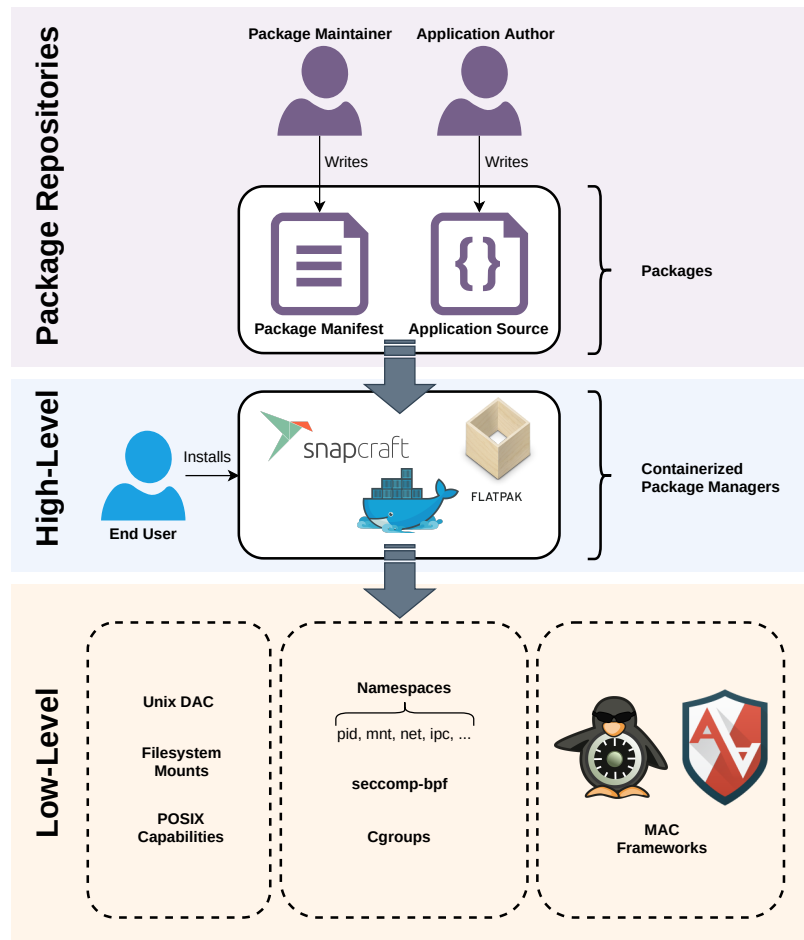 Package Repositories
Package Maintainer
Application Author
Writes
Writes
Package Manifest
Application Source
Packages
High-Level
Installs
End User
snapcraft
FLATPAK
Containerized
Package Managers
Low-Level
Unix DAC
Filesystem
Mounts
POSIX
Capabilities
Namespaces
pid, mnt, net, ipc, ...
seccomp-bpf
Cgroups
MAC
Frameworks